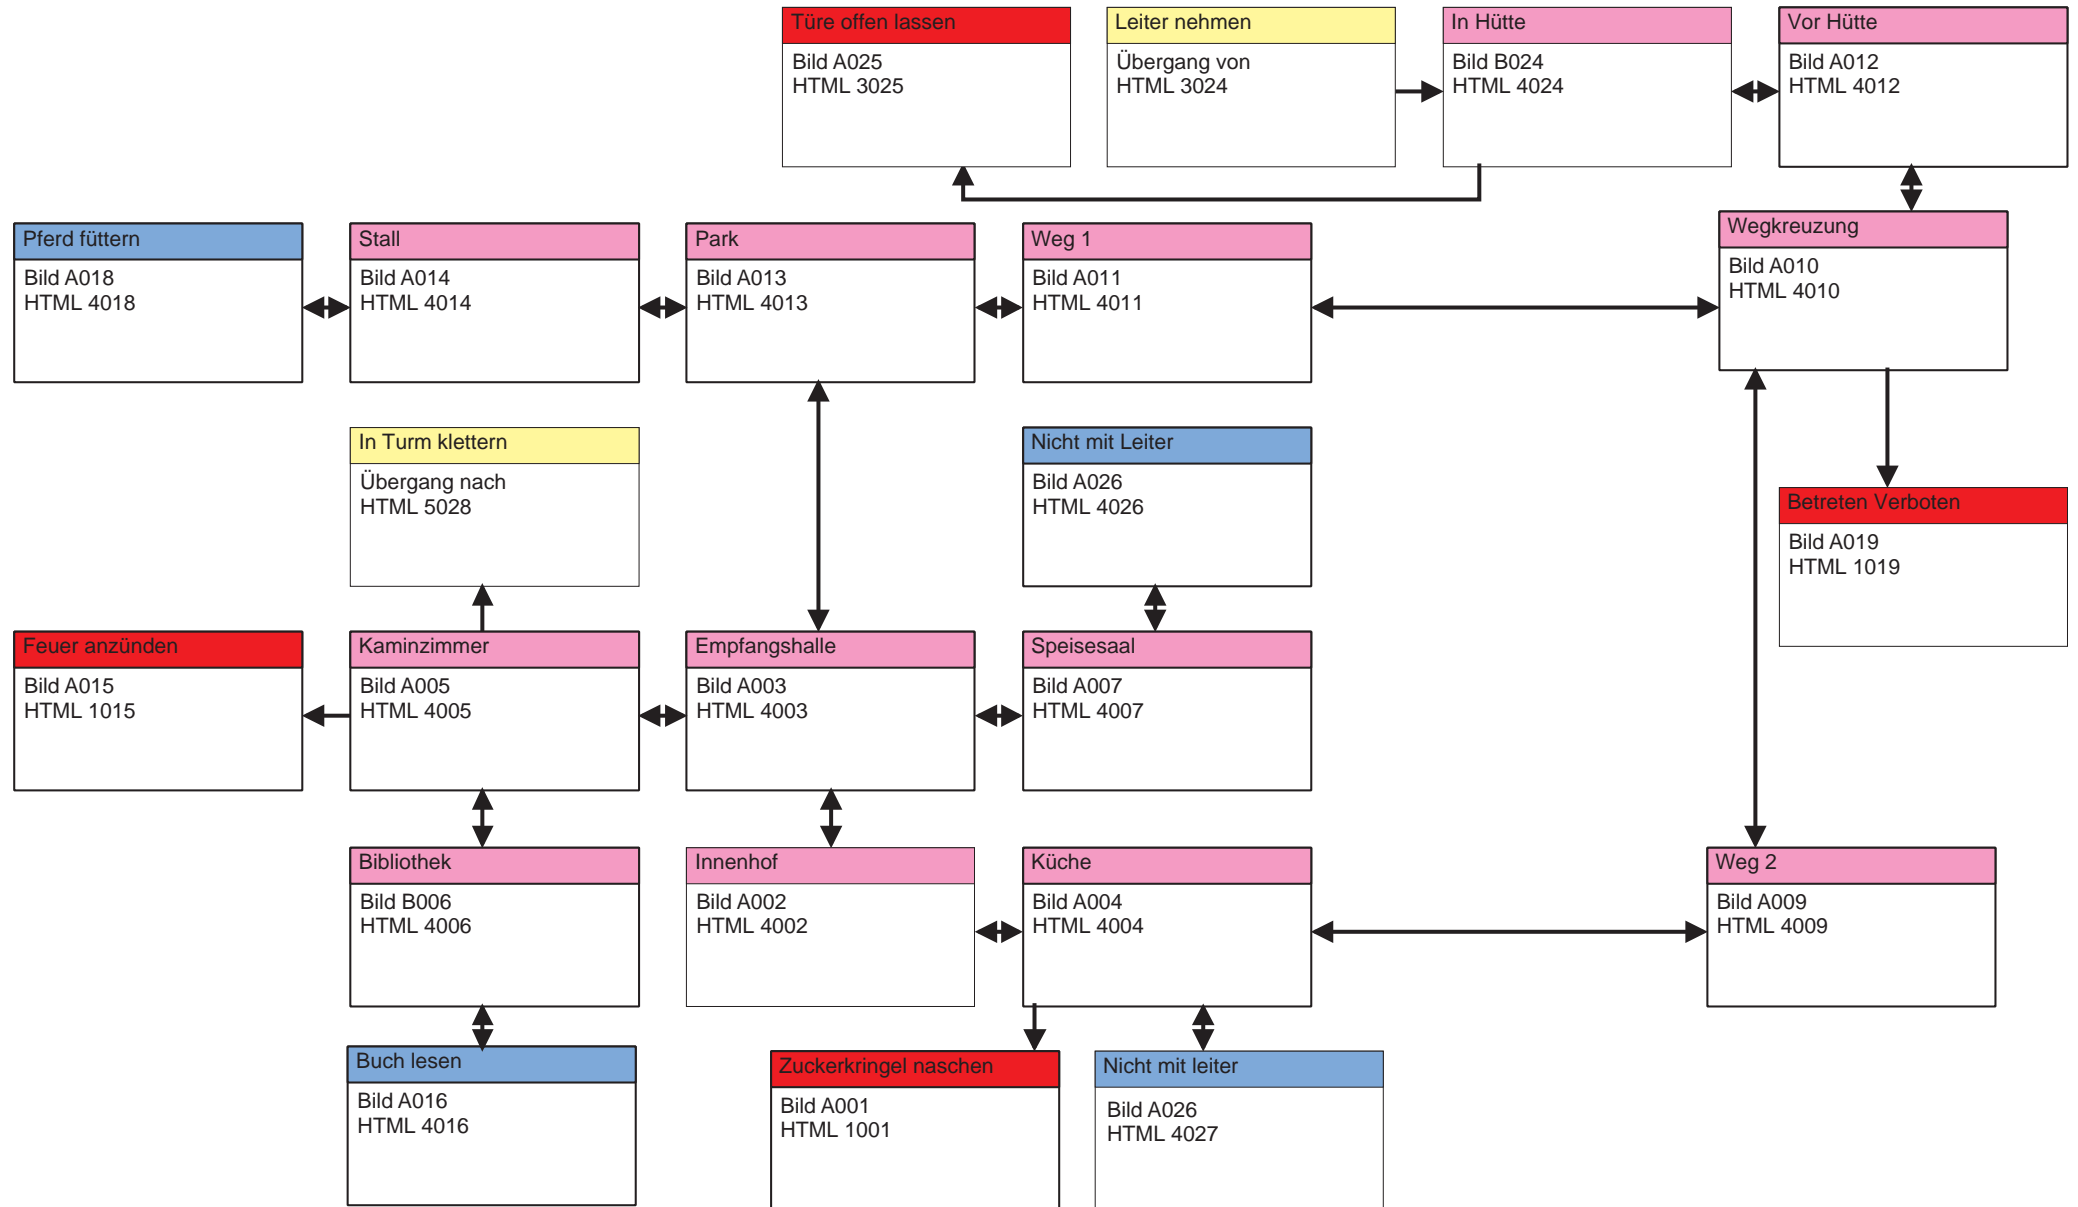 Türe offen lassen
Bild A025
HTML 3025
Leiter nehmen
Übergang von
HTML 3024
In Hütte
Bild B024
HTML 4024
Vor Hütte
Bild A012
HTML 4012
Pferd füttern
Bild A018
HTML 4018
Stall
Bild A014
HTML 4014
Park
Bild A013
HTML 4013
Weg 1
Bild A011
HTML 4011
Wegkreuzung
Bild A010
HTML 4010
In Turm klettern
Übergang nach
HTML 5028
Nicht mit Leiter
Bild A026
HTML 4026
Betreten Verboten
Bild A019
HTML 1019
Feuer anzünden
Bild A015
HTML 1015
Kaminzimmer
Bild A005
HTML 4005
Empfangshalle
Bild A003
HTML 4003
Speisesaal
Bild A007
HTML 4007
Bibliothek
Bild B006
HTML 4006
Innenhof
Bild A002
HTML 4002
Küche
Bild A004
HTML 4004
Weg 2
Bild A009
HTML 4009
Buch lesen
Bild A016
HTML 4016
Zuckerkringel naschen
Bild A001
HTML 1001
Nicht mit leiter
Bild A026
HTML 4027